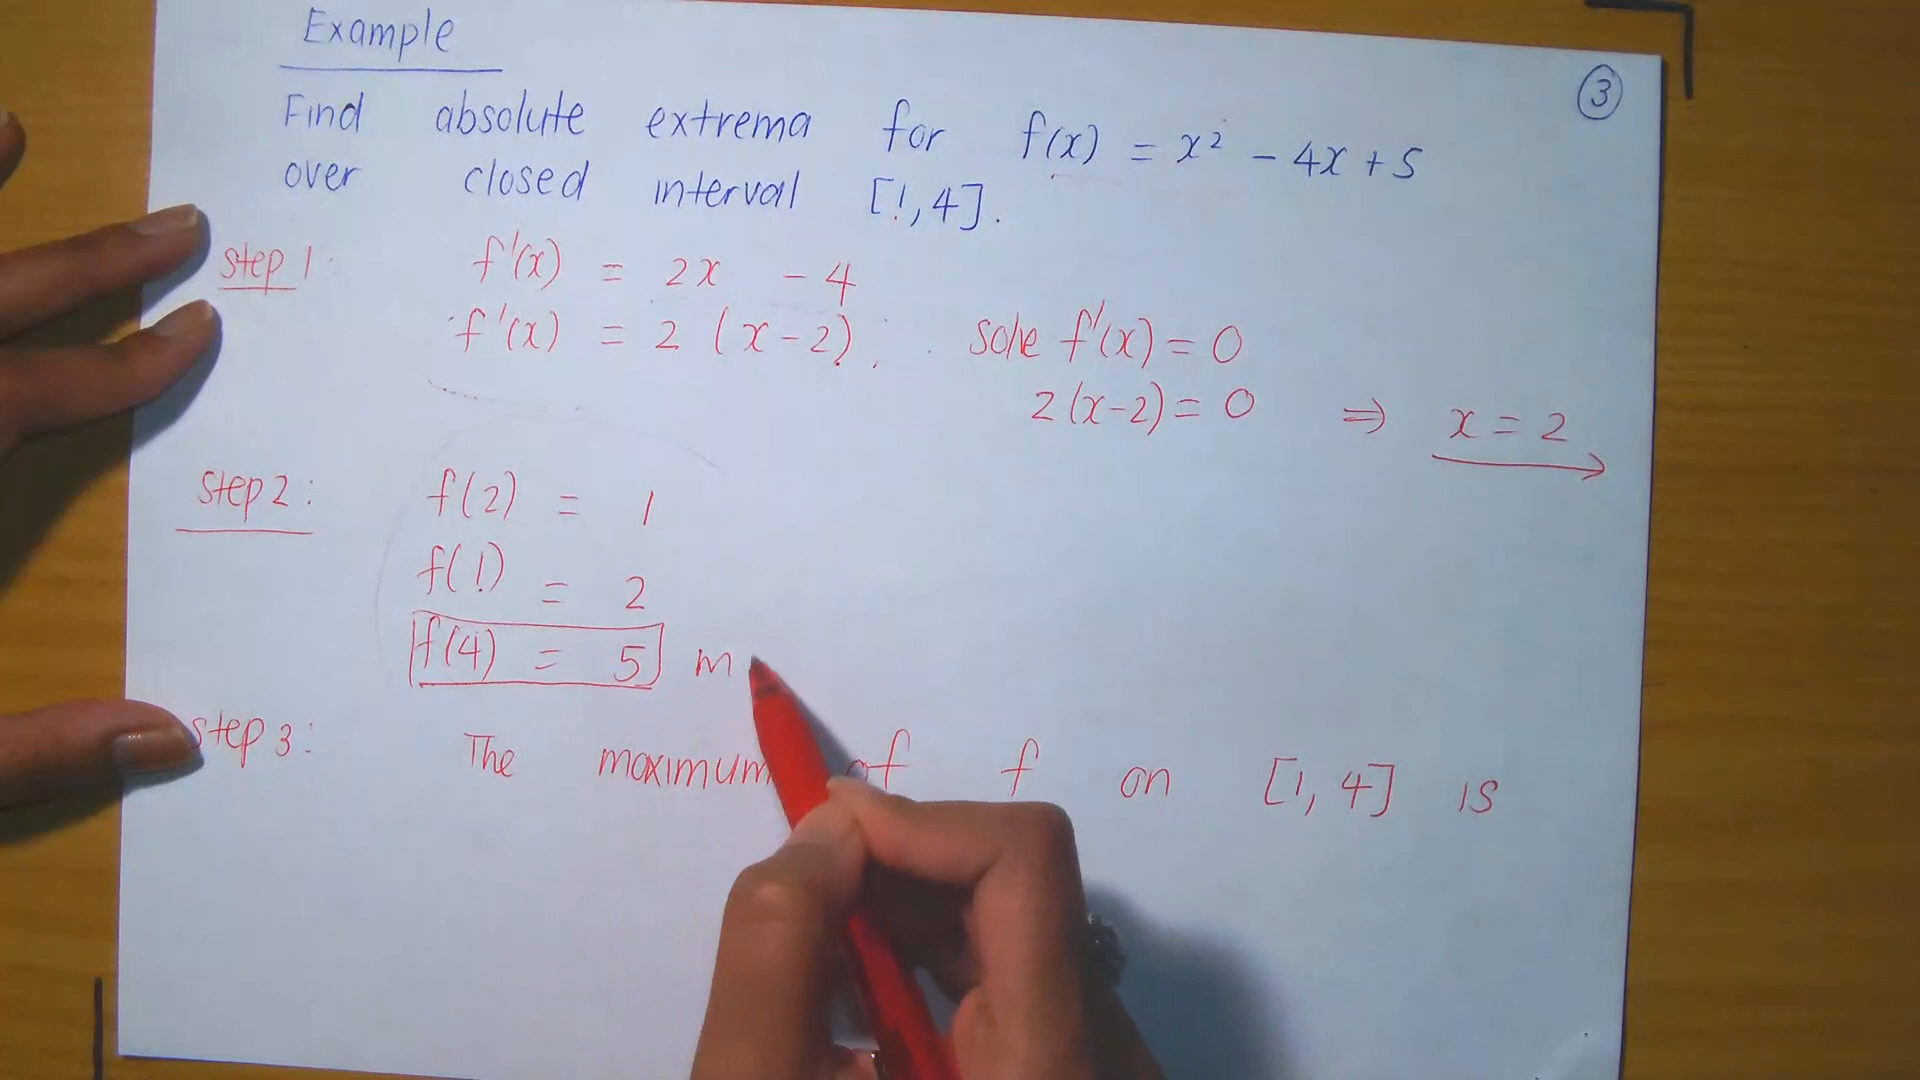 Example
③
Find absolute extrema for f(x) = x² - 4x + 5
over closed interval [1,4].
Step 1: f'(x) = 2x - 4
f'(x) = 2 (x-2), solve f'(x) = 0
2(x-2) = 0 ⇒ x = 2
Step 2: f(2) = 1
f(1) = 2
f(4) = 5 m
Step 3: The maximum of f on [1, 4] is